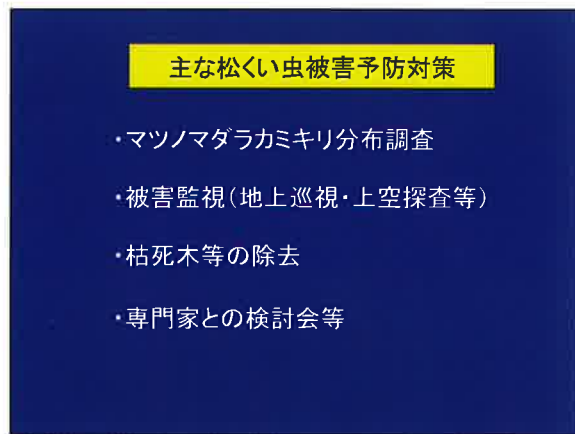 主な松くい虫被害予防対策
・マツノマダラカミキリ分布調査
・被害監視(地上巡視・上空探査等)
・枯死木等の除去
・専門家との検討会等